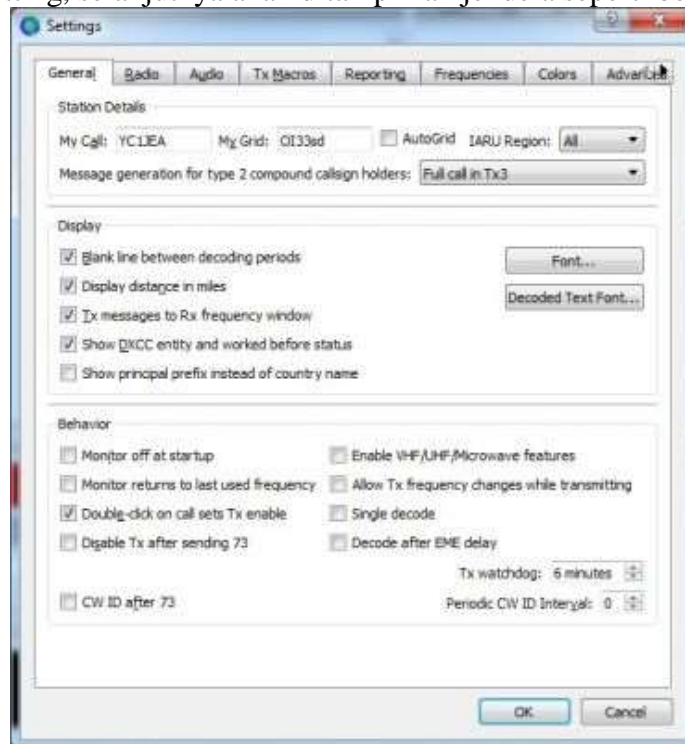 Settings
General Radio Audio Tx Macros Reporting Frequencies Colors
Station Details
My Call: YC1JEA My Grid: OI33sd AutoGrid IARU Region: All
Message generation for type 2 compound callsign holders: Full call in Tx3
Display
Blank line between decoding periods
Font...
Display distance in miles
Decoded Text Font...
Tx messages to Rx frequency window
Show DXCC entity and worked before status
Show principal prefix instead of country name
Behavior
Monitor off at startup Enable VHF/UHF/Microwave features
Monitor returns to last used frequency Allow Tx frequency changes while transmitting
Double-click on call sets Tx enable Single decode
Disable Tx after sending 73 Decode after EME delay
Tx watchdog: 6 minutes
CW ID after 73 Periodic CW ID Interval: 0
OK Cancel